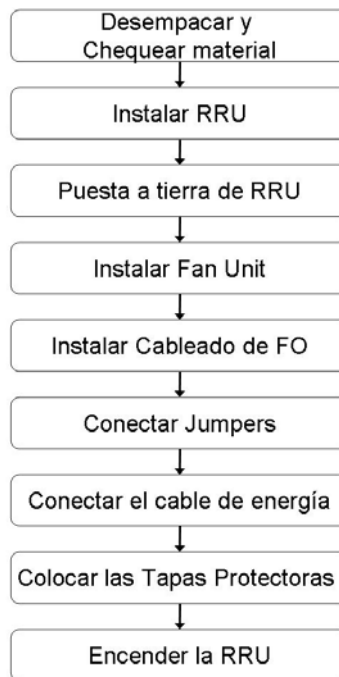 Desempacar y
Chequear material
Instalar RRU
Puesta a tierra de RRU
Instalar Fan Unit
Instalar Cableado de FO
Conectar Jumpers
Conectar el cable de energía
Colocar las Tapas Protectoras
Encender la RRU